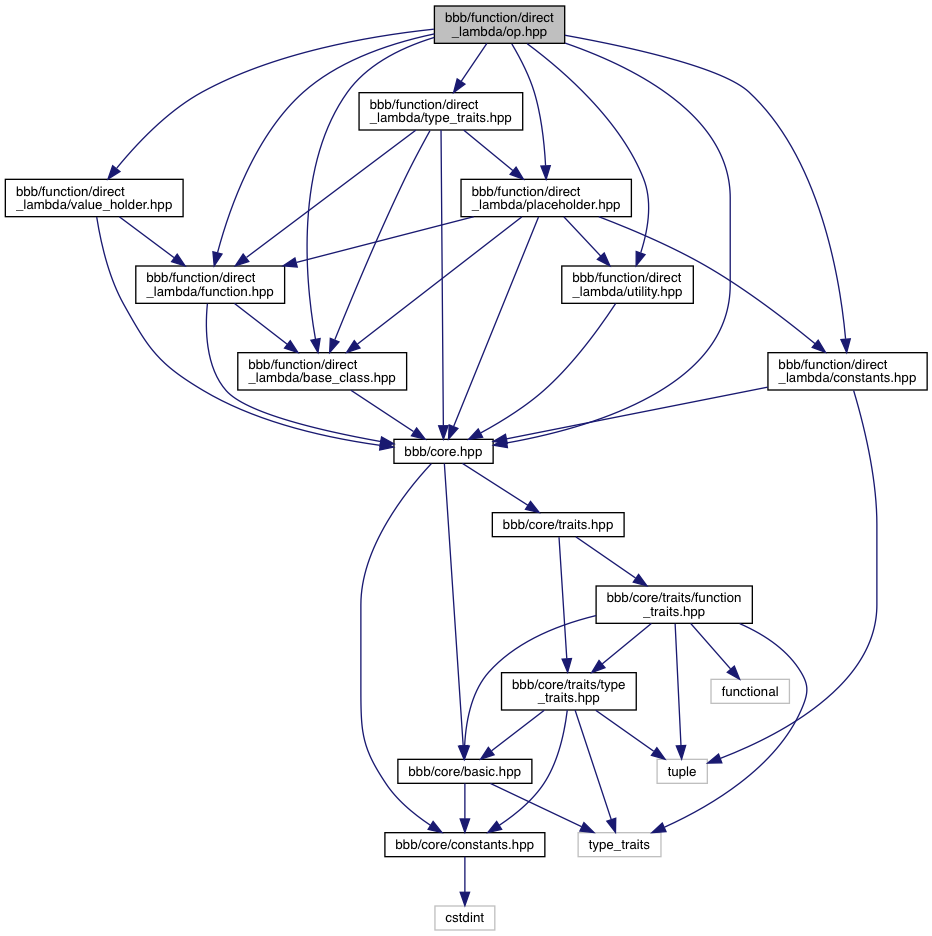 bbb/function/direct
_lambda/op.hpp
bbb/function/direct
_lambda/type_traits.hpp
bbb/function/direct
_lambda/value_holder.hpp
bbb/function/direct
_lambda/placeholder.hpp
bbb/function/direct
_lambda/function.hpp
bbb/function/direct
_lambda/utility.hpp
bbb/function/direct
_lambda/base_class.hpp
bbb/function/direct
_lambda/constants.hpp
bbb/core.hpp
bbb/core/traits.hpp
bbb/core/traits/function
_traits.hpp
bbb/core/traits/type
_traits.hpp
functional
bbb/core/basic.hpp
tuple
bbb/core/constants.hpp
type_traits
cstdint